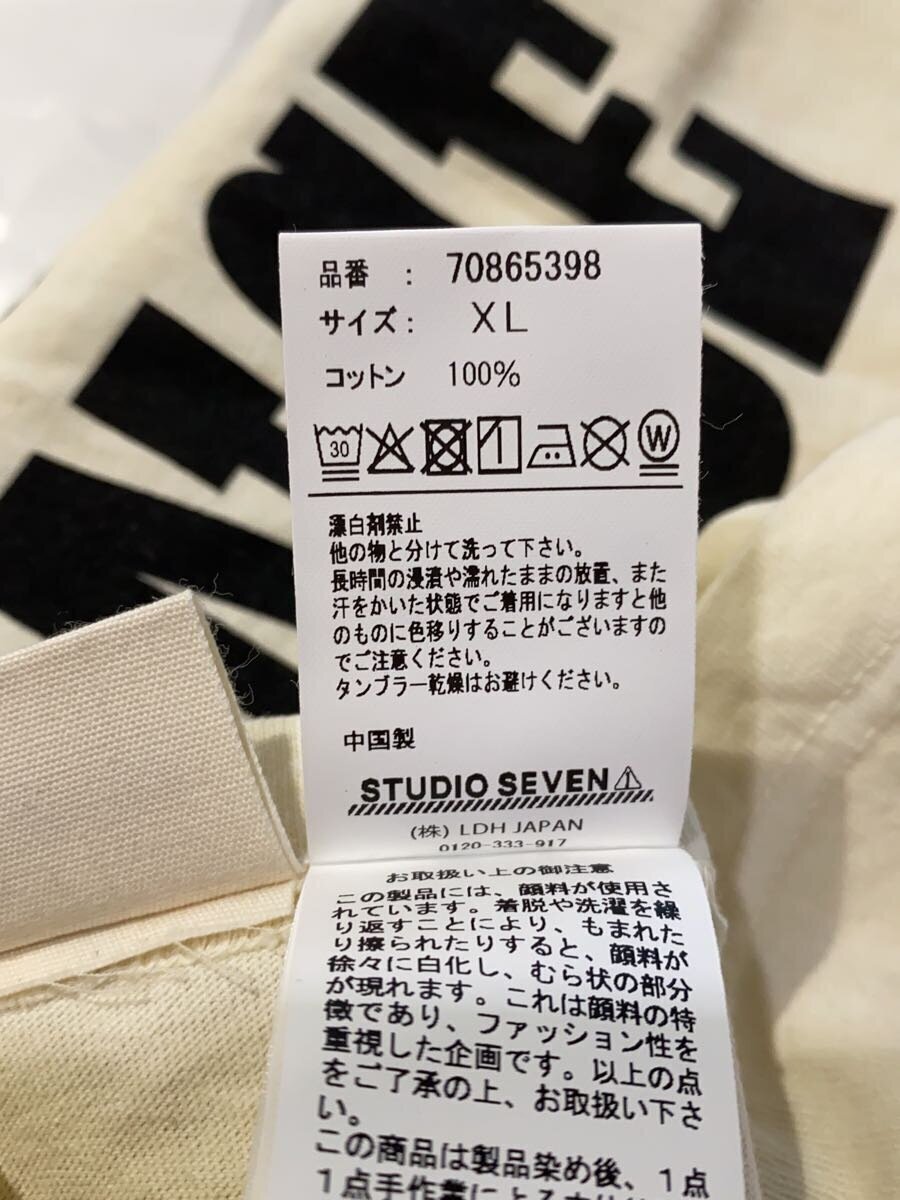 品番 : 70865398
サイズ: XL
コットン 100%
30
W
漂白剤禁止
他の物と分けて洗って下さい。
長時間の浸漬や濡れたままの放置、また
汗をかいた状態でご着用になりますと他
のものに色移りすることがございますの
でご注意ください。
タンブラー乾燥はお避けください。
中国製
STUDIO SEVEN
(株) LDH JAPAN
0120-333-917
お取扱い上の御注意
この製品には、顔料が使用さ
れています。着脱や洗濯を繰
り返すことにより、もまれた
り擦られたりすると、顔料が
徐々に白化し、むら状の部分
が現れます。これは顔料の特
徴であり、ファッション性を
重視した企画です。以上の点
をご了承の上、お取扱い下さ
い。
この商品は製品染め後、1点
1点手作業による